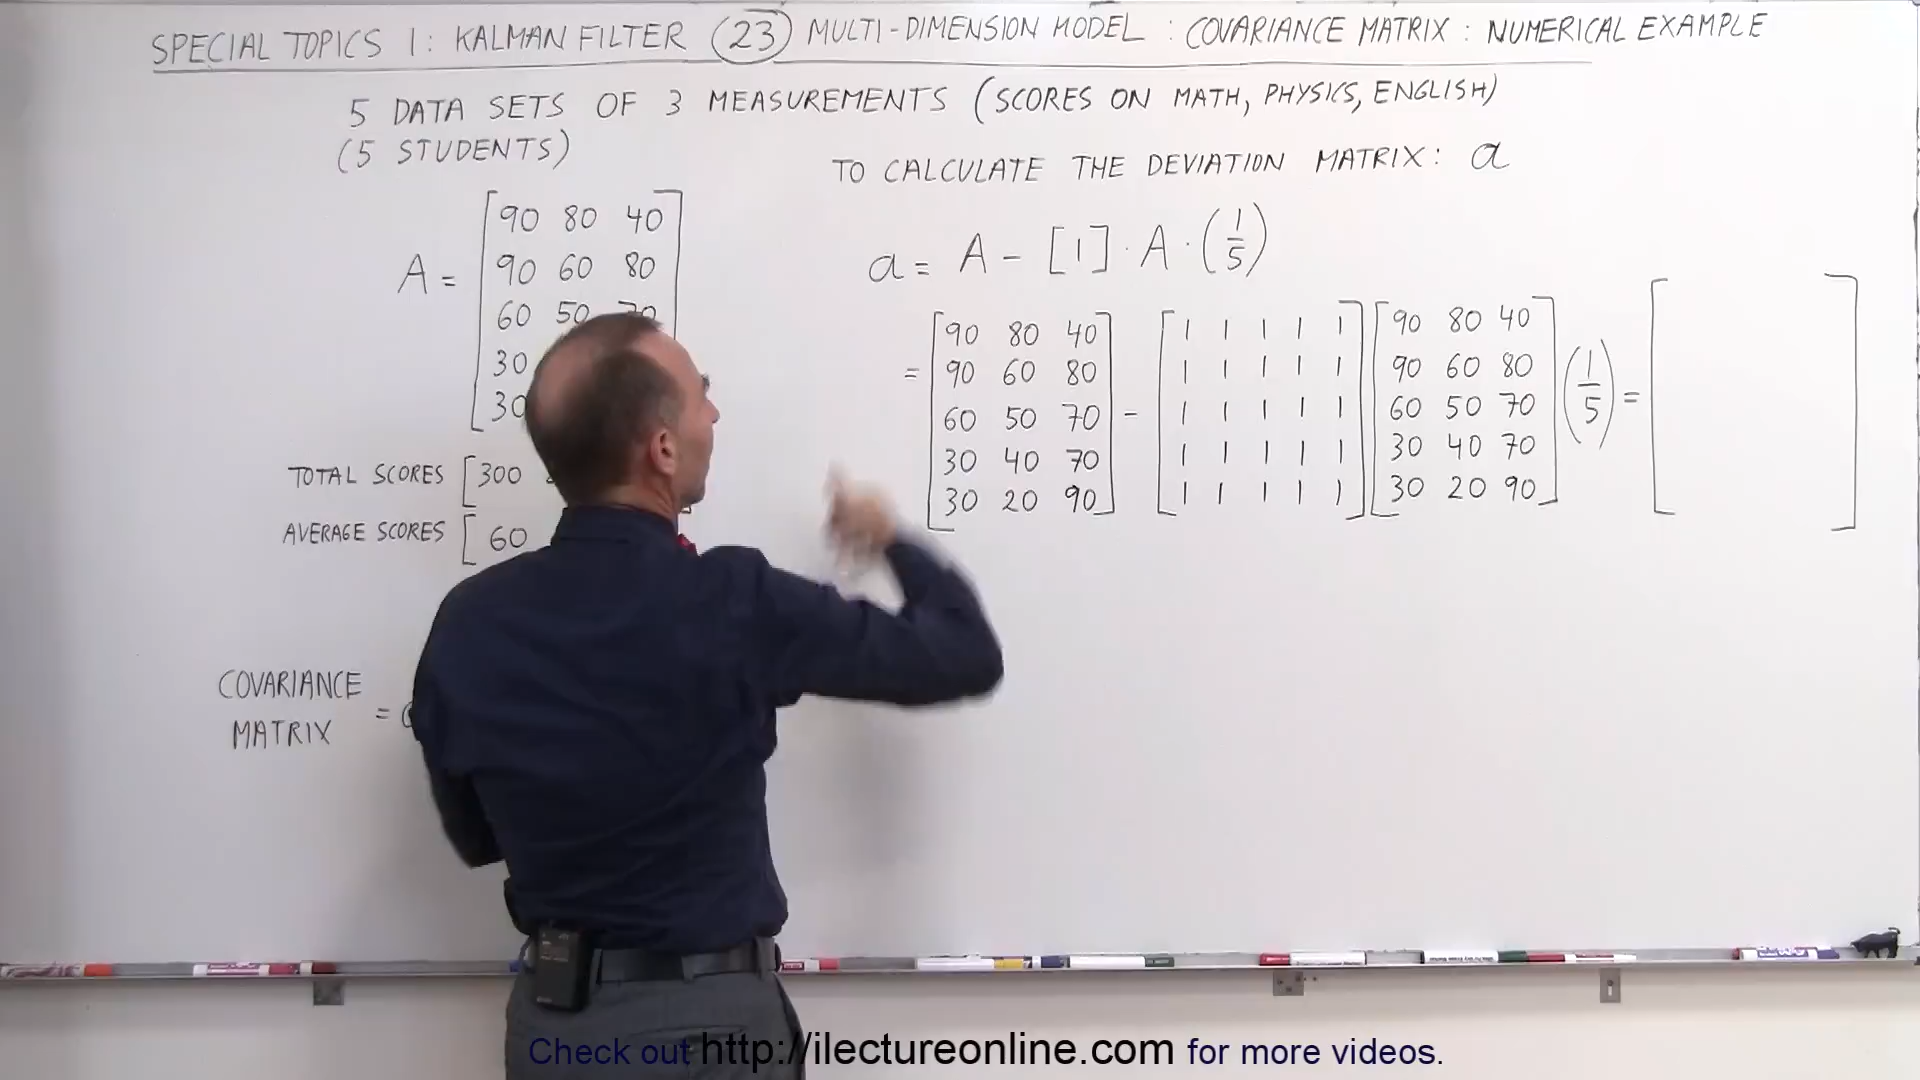 SPECIAL TOPICS 1: KALMAN FILTER (23) MULTI-DIMENSION MODEL : COVARIANCE MATRIX : NUMERICAL EXAMPLE
5 DATA SETS OF 3 MEASUREMENTS (SCORES ON MATH, PHYSICS, ENGLISH)
(5 STUDENTS)
A =
90 80 40
90 60 80
60 50 70
30
30
TOTAL SCORES [300
AVERAGE SCORES [60
COVARIANCE
MATRIX
=
TO CALCULATE THE DEVIATION MATRIX: a
a = A - [1] · A · (1/5)
= [90 80 40] - [1 1 1 1 1] [90 80 40] (1/5) = [ ]
90 60 80 1 1 1 1 1 90 60 80
60 50 70 1 1 1 1 1 60 50 70
30 40 70 1 1 1 1 1 30 40 70
30 20 90 1 1 1 1 1 30 20 90
Check out http://ilectureonline.com for more videos.